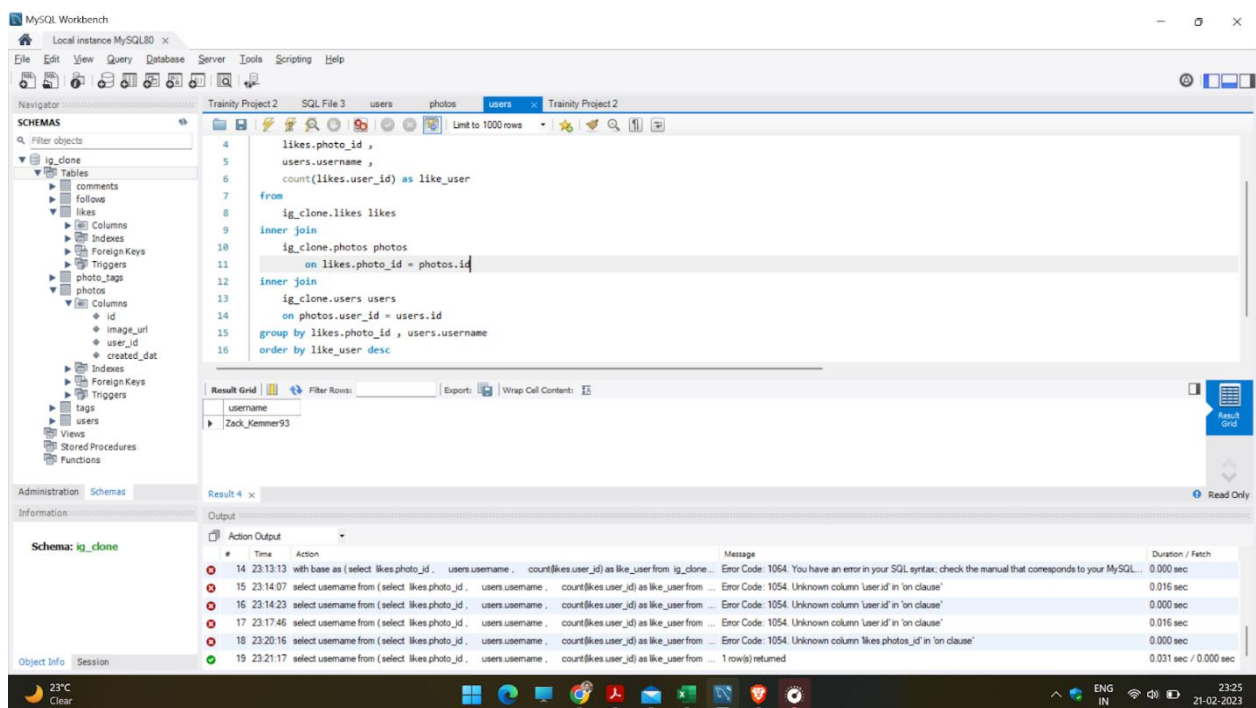 MySQL Workbench
Local instance MySQL80 ×
File Edit View Query Database Server Tools Scripting Help
Navigator
Trainity Project 2 SQL File 3 users photos users × Trainity Project 2
SCHEMAS
Limit to 1000 rows
Filter objects
ig_clone
Tables
comments
follows
likes
Columns
Indexes
Foreign Keys
Triggers
photo_tags
photos
Columns
id
image_url
user_id
created_dat
Indexes
Foreign Keys
Triggers
tags
users
Views
Stored Procedures
Functions
Administration Schemas
Information
Schema: ig_clone
Object Info Session
4 likes.photo_id ,
5 users.username ,
6 count(likes.user_id) as like_user
7 from
8 ig_clone.likes likes
9 inner join
10 ig_clone.photos photos
11 on likes.photo_id = photos.id
12 inner join
13 ig_clone.users users
14 on photos.user_id = users.id
15 group by likes.photo_id , users.username
16 order by like_user desc
Result Grid Filter Rows: Export: Wrap Cell Content:
username
Zack_Kemmer93
Result Grid
Result 4 × Read Only
Output
Action Output
# Time Action Message Duration / Fetch
14 23:13:13 with base as ( select likes.photo_id , users.username , count(likes.user_id) as like_user from ig_clone... Error Code: 1064. You have an error in your SQL syntax; check the manual that corresponds to your MySQL... 0.000 sec
15 23:14:07 select username from ( select likes.photo_id , users.username , count(likes.user_id) as like_user from ... Error Code: 1054. Unknown column 'user.id' in 'on clause' 0.016 sec
16 23:14:23 select username from ( select likes.photo_id , users.username , count(likes.user_id) as like_user from ... Error Code: 1054. Unknown column 'user.id' in 'on clause' 0.000 sec
17 23:17:46 select username from ( select likes.photo_id , users.username , count(likes.user_id) as like_user from ... Error Code: 1054. Unknown column 'user.id' in 'on clause' 0.016 sec
18 23:20:16 select username from ( select likes.photo_id , users.username , count(likes.user_id) as like_user from ... Error Code: 1054. Unknown column 'likes.photos_id' in 'on clause' 0.000 sec
19 23:21:17 select username from ( select likes.photo_id , users.username , count(likes.user_id) as like_user from ... 1 row(s) returned 0.031 sec / 0.000 sec
23°C
Clear
ENG
IN
23:25
21-02-2023